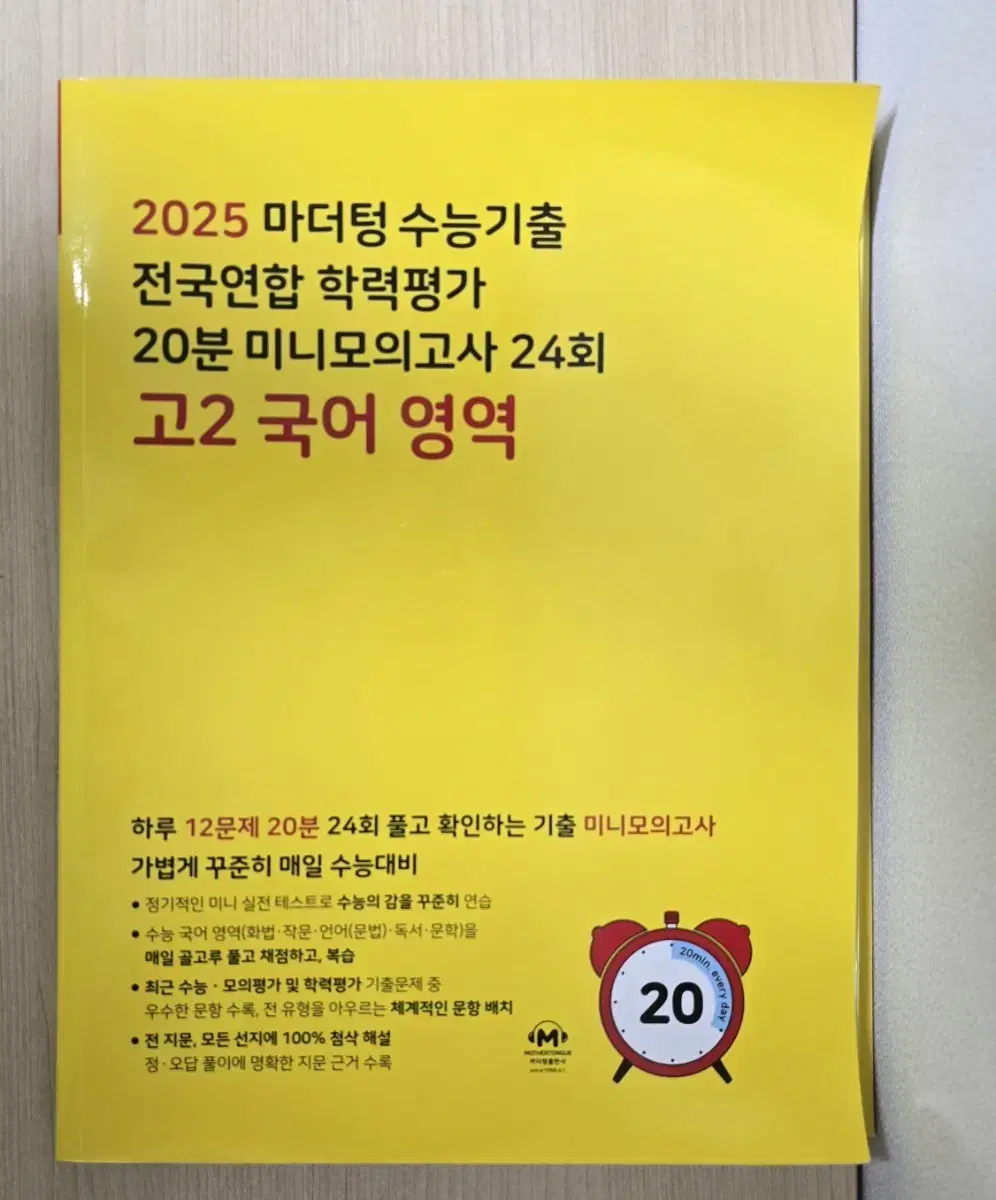 2025 마더텅 수능기출
전국연합 학력평가
20분 미니모의고사 24회
고2 국어 영역
하루 12문제 20분 24회 풀고 확인하는 기출 미니모의고사
가볍게 꾸준히 매일 수능대비
• 정기적인 미니 실전 테스트로 수능의 감을 꾸준히 연습
• 수능 국어 영역(화법·작문·언어(문법)·독서·문학)을
매일 골고루 풀고 채점하고, 복습
• 최근 수능·모의평가 및 학력평가 기출문제 중
우수한 문항 수록, 전 유형을 아우르는 체계적인 문항 배치
• 전 지문, 모든 선지에 100% 첨삭 해설
정·오답 풀이에 명확한 지문 근거 수록
M
MOTHERTONGUE
마더텅출판사
20min. every day
20